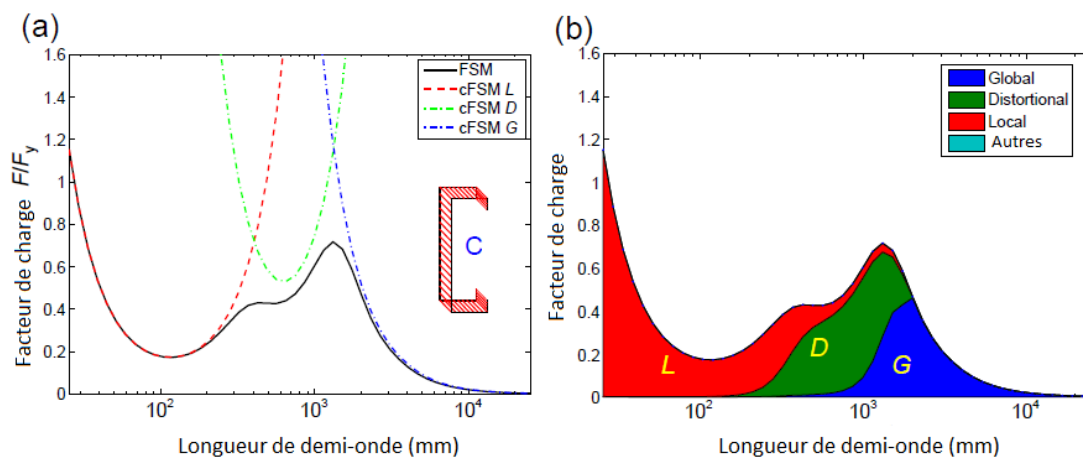 (a)
Facteur de charge F/Fy
1.6
1.4
1.2
1
0.8
0.6
0.4
0.2
0
10²
10³
10⁴
Longueur de demi-onde (mm)
FSM
cFSM L
cFSM D
cFSM G
C
(b)
Facteur de charge
1.6
1.4
1.2
1
0.8
0.6
0.4
0.2
0
10²
10³
10⁴
Longueur de demi-onde (mm)
Global
Distortional
Local
Autres
L
D
G